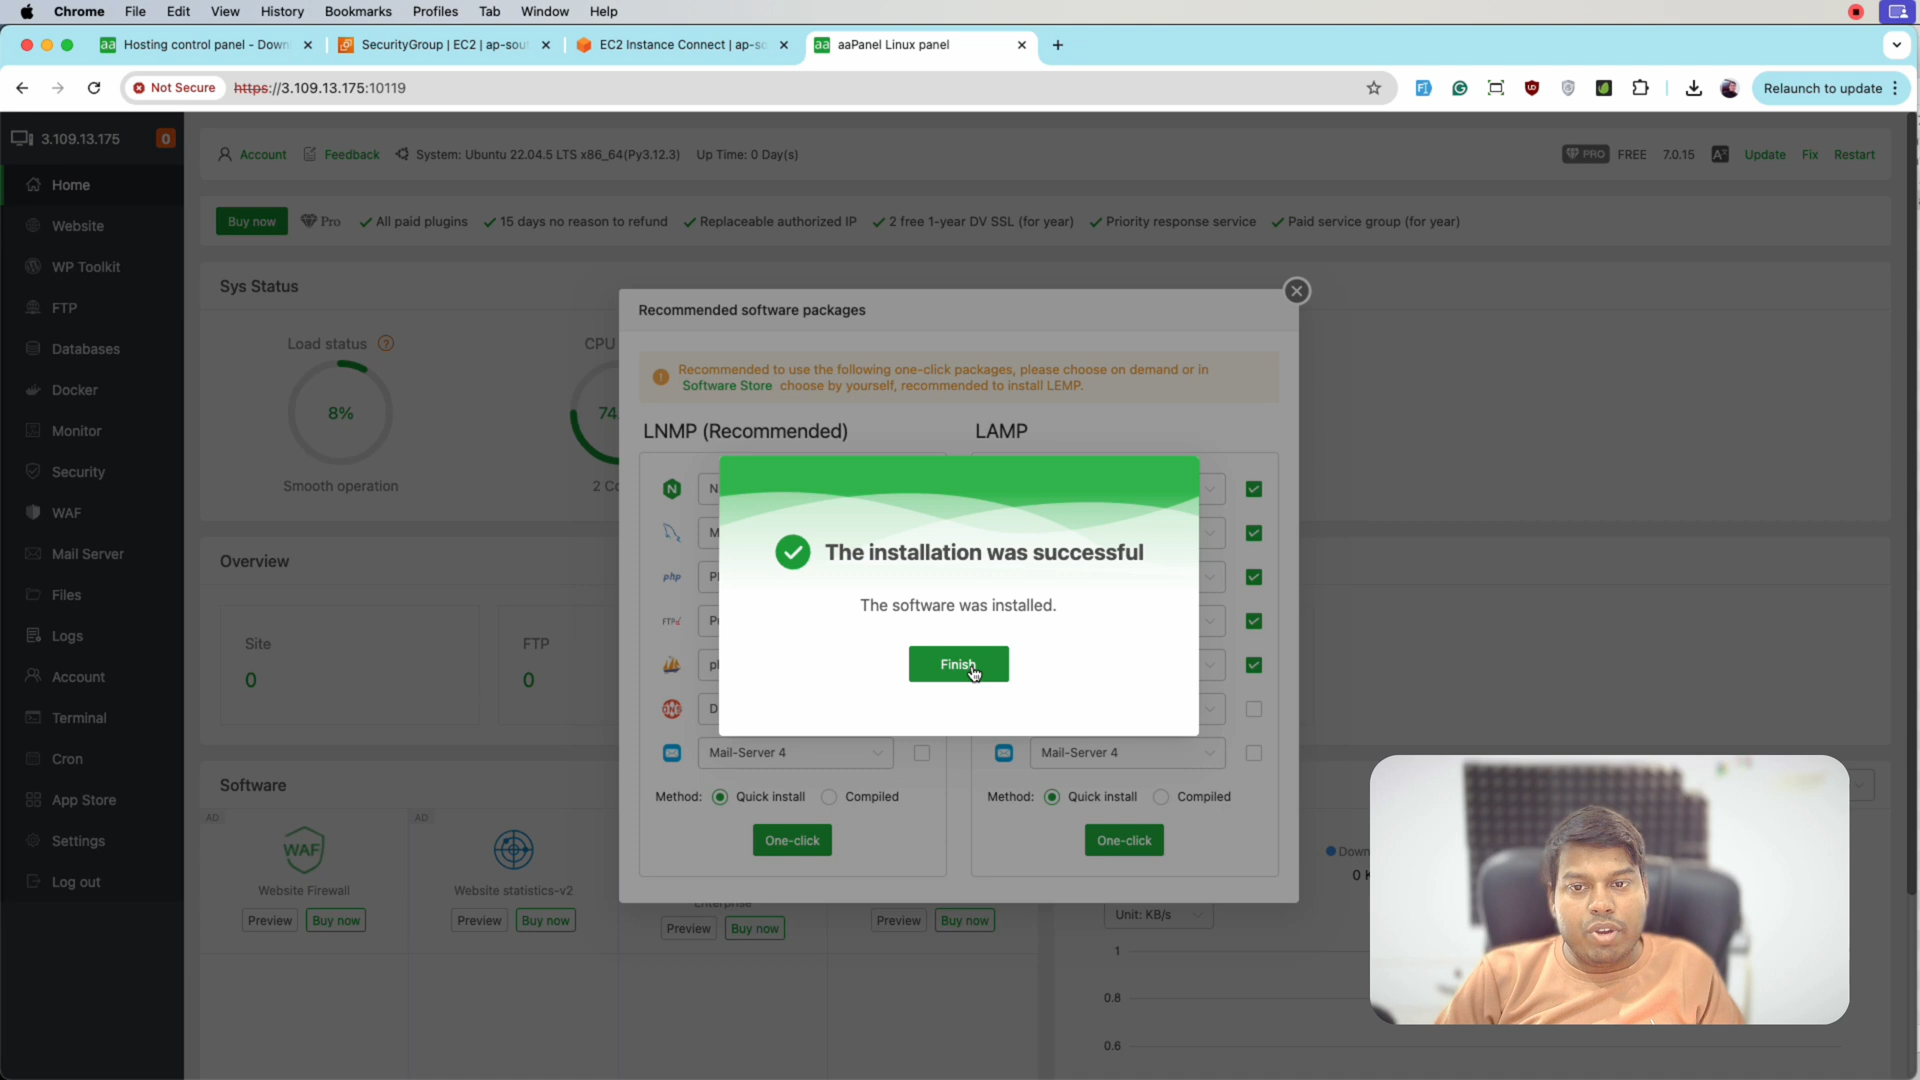 Chrome File Edit View History Bookmarks Profiles Tab Window Help
aa Hosting control panel - Down
SecurityGroup | EC2 | ap-sou
EC2 Instance Connect | ap-sc
aa aaPanel Linux panel
Not Secure https://3.109.13.175:10119
Relaunch to update
3.109.13.175 0
Account Feedback System: Ubuntu 22.04.5 LTS x86_64(Py3.12.3) Up Time: 0 Day(s)
PRO FREE 7.0.15 Update Fix Restart
Home
Website
WP Toolkit
FTP
Databases
Docker
Monitor
Security
WAF
Mail Server
Files
Logs
Account
Terminal
Cron
App Store
Settings
Log out
Buy now Pro All paid plugins 15 days no reason to refund Replaceable authorized IP 2 free 1-year DV SSL (for year) Priority response service Paid service group (for year)
Sys Status
Load status ?
CPU
8%
74.
Smooth operation
2 Co
Overview
Site
0
FTP
0
Software
AD
WAF
Website Firewall
Preview Buy now
AD
Website statistics-v2
Preview Buy now
Preview Buy now
Preview Buy now
Recommended software packages
Recommended to use the following one-click packages, please choose on demand or in
Software Store choose by yourself, recommended to install LEMP.
LNMP (Recommended)
LAMP
N
M
php
FTP
DNS D
Mail-Server 4
Method: Quick install Compiled
One-click
Mail-Server 4
Method: Quick install Compiled
One-click
The installation was successful
The software was installed.
Finish
Down
0 K
Unit: KB/s
1
0.8
0.6